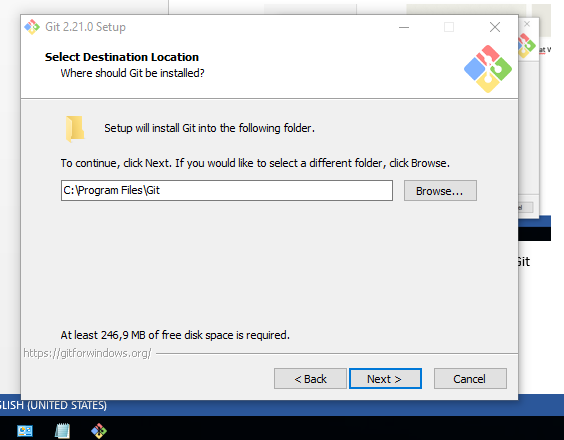 Git 2.21.0 Setup
Select Destination Location
Where should Git be installed?
Setup will install Git into the following folder.
To continue, click Next. If you would like to select a different folder, click Browse.
C:\Program Files\Git
Browse...
At least 246,9 MB of free disk space is required.
https://gitforwindows.org/
< Back
Next >
Cancel
Git
(UNITED STATES)